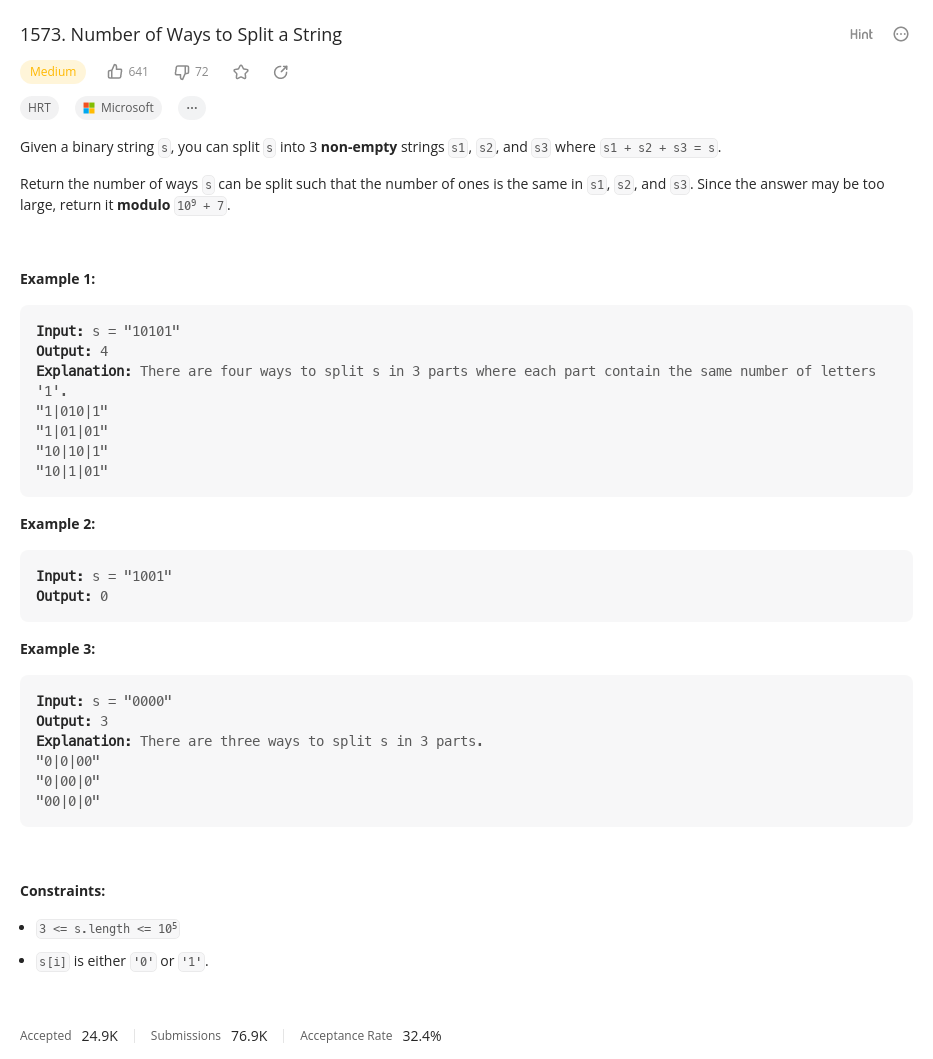 1573. Number of Ways to Split a String
Hint
Medium
641
72
HRT
Microsoft
...
Given a binary string s, you can split s into 3 non-empty strings s1, s2, and s3 where s1 + s2 + s3 = s.
Return the number of ways s can be split such that the number of ones is the same in s1, s2, and s3. Since the answer may be too
large, return it modulo 10⁹ + 7.
Example 1:
Input: s = "10101"
Output: 4
Explanation: There are four ways to split s in 3 parts where each part contain the same number of letters
'1'.
"1|010|1"
"1|01|01"
"10|10|1"
"10|1|01"
Example 2:
Input: s = "1001"
Output: 0
Example 3:
Input: s = "0000"
Output: 3
Explanation: There are three ways to split s in 3 parts.
"0|0|00"
"0|00|0"
"00|0|0"
Constraints:
• 3 <= s.length <= 10⁵
• s[i] is either '0' or '1'.
Accepted 24.9K Submissions 76.9K Acceptance Rate 32.4%